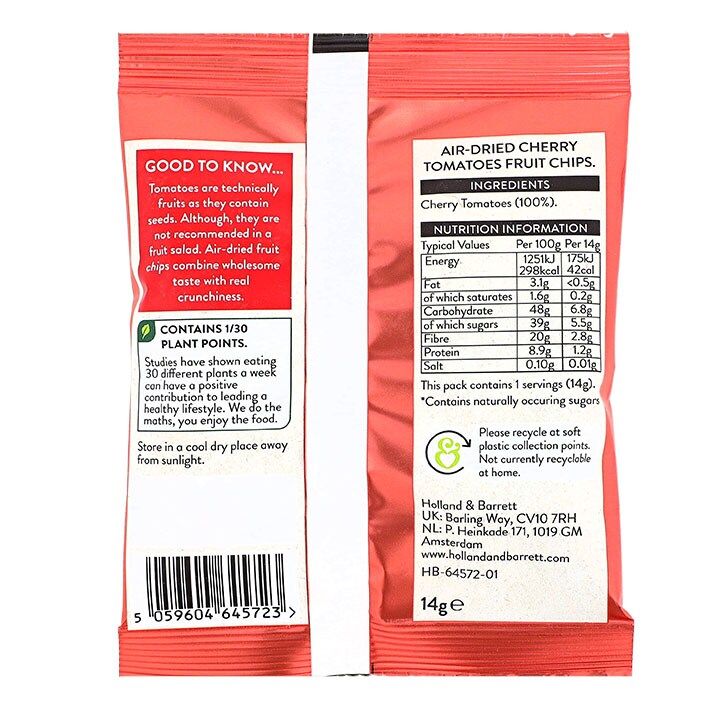 GOOD TO KNOW...
Tomatoes are technically
fruits as they contain
seeds. Although, they are
not recommended in a
fruit salad. Air-dried fruit
chips combine wholesome
taste with real
crunchiness.
CONTAINS 1/30
PLANT POINTS.
Studies have shown eating
30 different plants a week
can have a positive
contribution to leading a
healthy lifestyle. We do the
maths, you enjoy the food.
Store in a cool dry place away
from sunlight.
5 059604 645723 >
AIR-DRIED CHERRY
TOMATOES FRUIT CHIPS.
INGREDIENTS
Cherry Tomatoes (100%).
NUTRITION INFORMATION
Typical Values Per 100g Per 14g
Energy 1251kJ 175kJ
298kcal 42cal
Fat 3.1g <0.5g
of which saturates 1.6g 0.2g
Carbohydrate 48g 6.8g
of which sugars 39g 5.5g
Fibre 20g 2.8g
Protein 8.9g 1.2g
Salt 0.10g 0.01g
This pack contains 1 servings (14g).
*Contains naturally occuring sugars
Please recycle at soft
plastic collection points.
Not currently recyclable
at home.
Holland & Barrett
UK: Barling Way, CV10 7RH
NL: P. Heinkade 171, 1019 GM
Amsterdam
www.hollandandbarrett.com
HB-64572-01
14g e